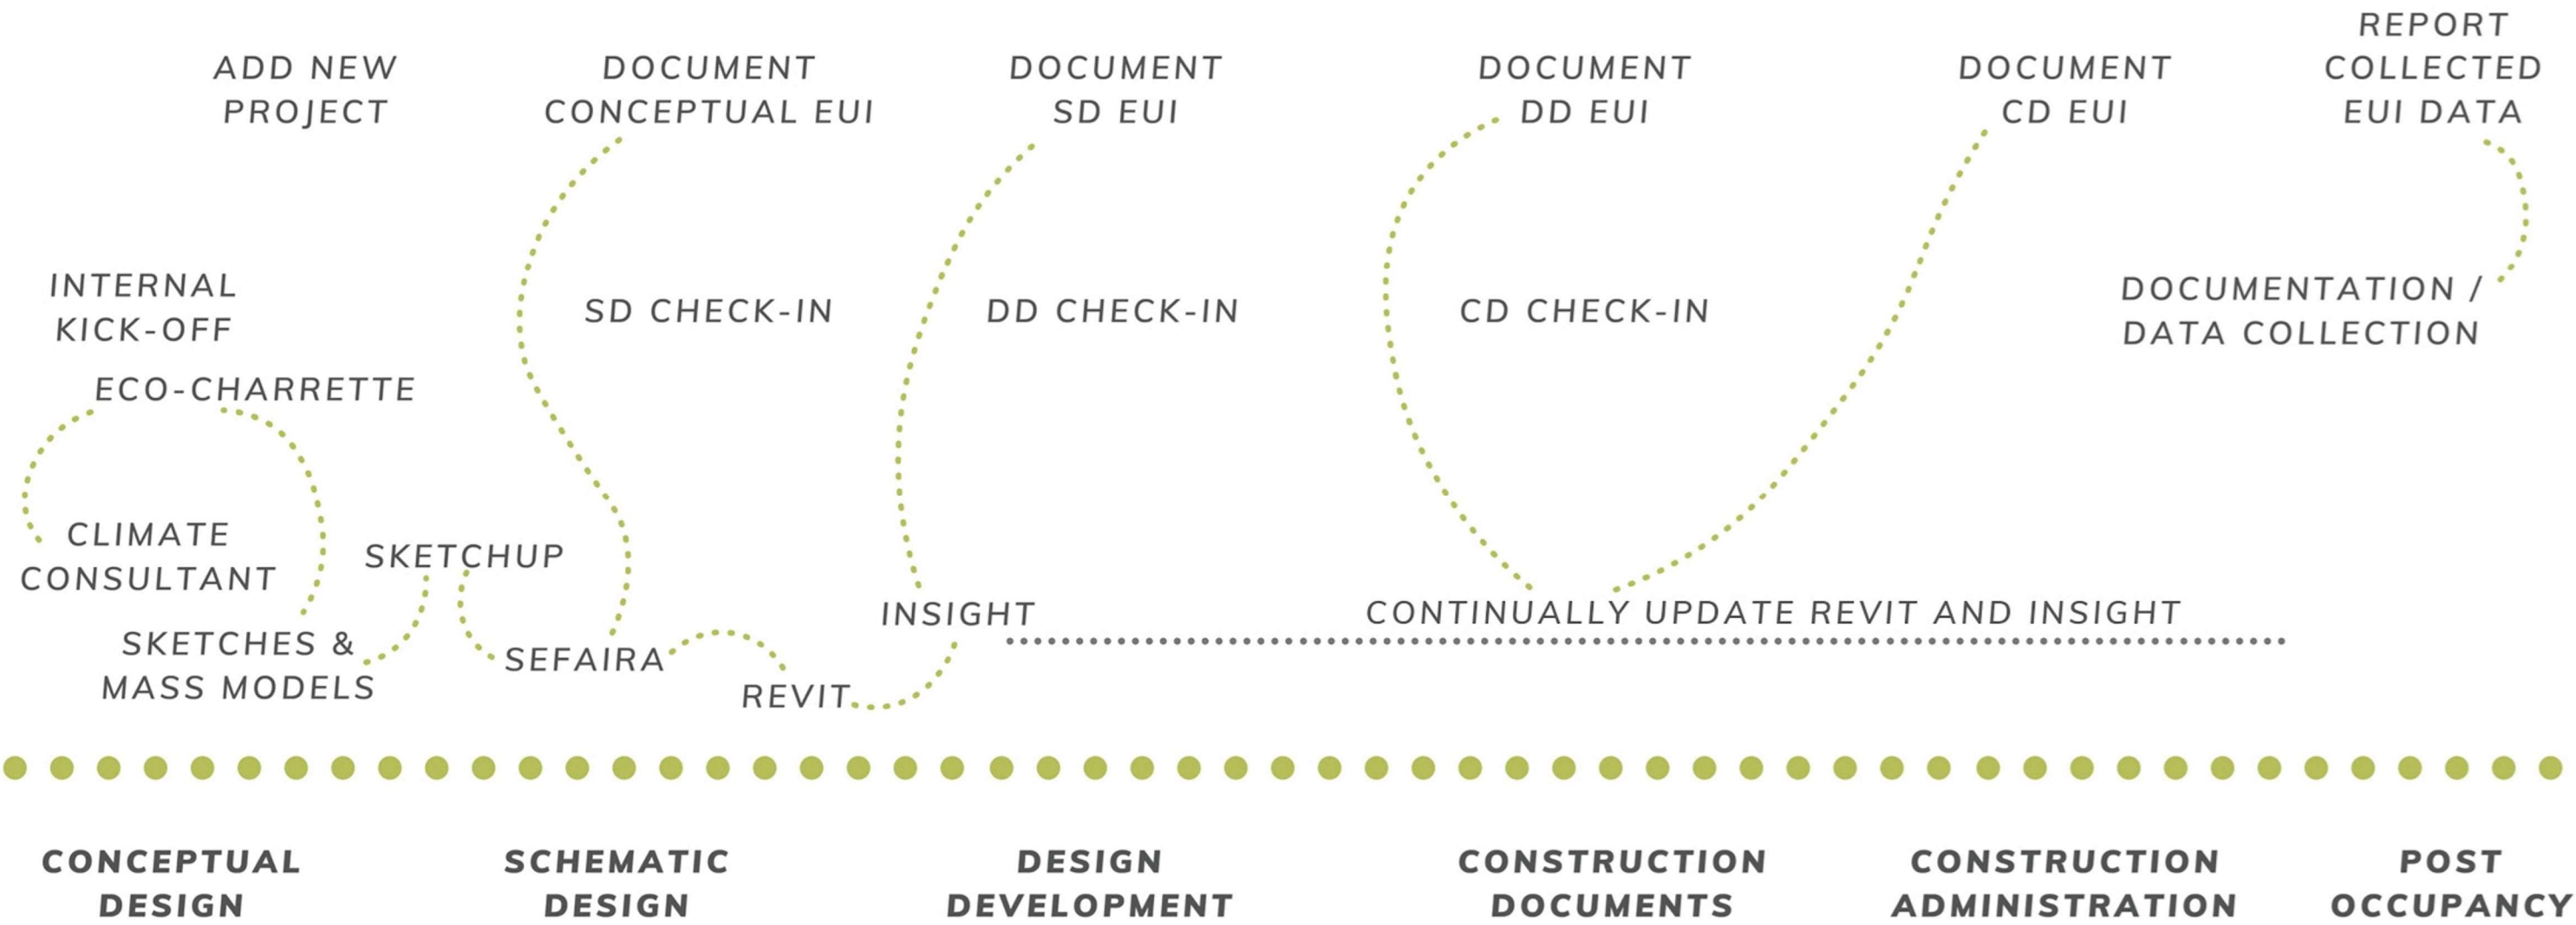 ADD NEW
PROJECT
DOCUMENT
CONCEPTUAL EUI
DOCUMENT
SD EUI
DOCUMENT
DD EUI
DOCUMENT
CD EUI
REPORT
COLLECTED
EUI DATA
INTERNAL
KICK-OFF
SD CHECK-IN
DD CHECK-IN
CD CHECK-IN
DOCUMENTATION /
DATA COLLECTION
ECO-CHARRETTE
CLIMATE
CONSULTANT
SKETCHUP
SKETCHES &
MASS MODELS
SEFAIRA
REVIT
INSIGHT
CONTINUALLY UPDATE REVIT AND INSIGHT
CONCEPTUAL
DESIGN
SCHEMATIC
DESIGN
DESIGN
DEVELOPMENT
CONSTRUCTION
DOCUMENTS
CONSTRUCTION
ADMINISTRATION
POST
OCCUPANCY